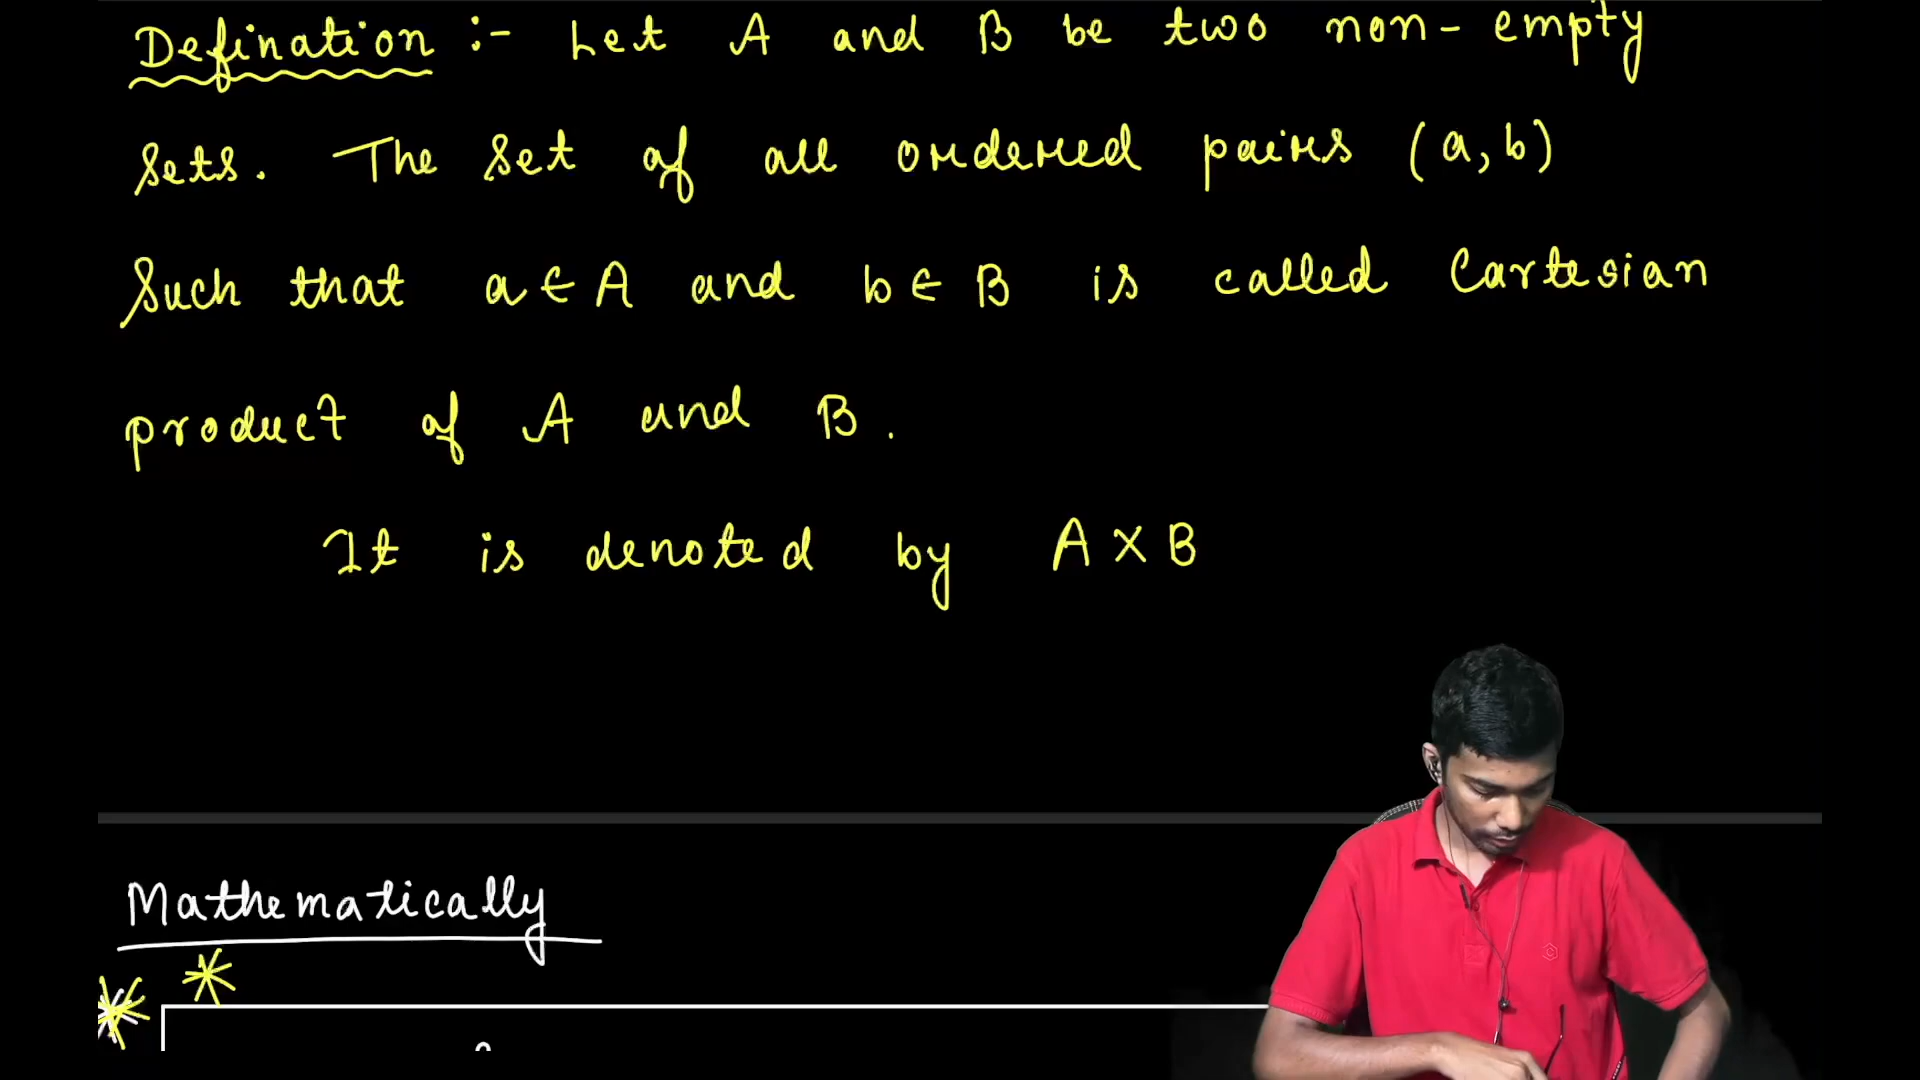 Defination :- Let A and B be two non-empty
sets. The set of all ordered pairs (a,b)
Such that a ∈ A and b ∈ B is called Cartesian
product of A and B.
It is denoted by A × B
Mathematically